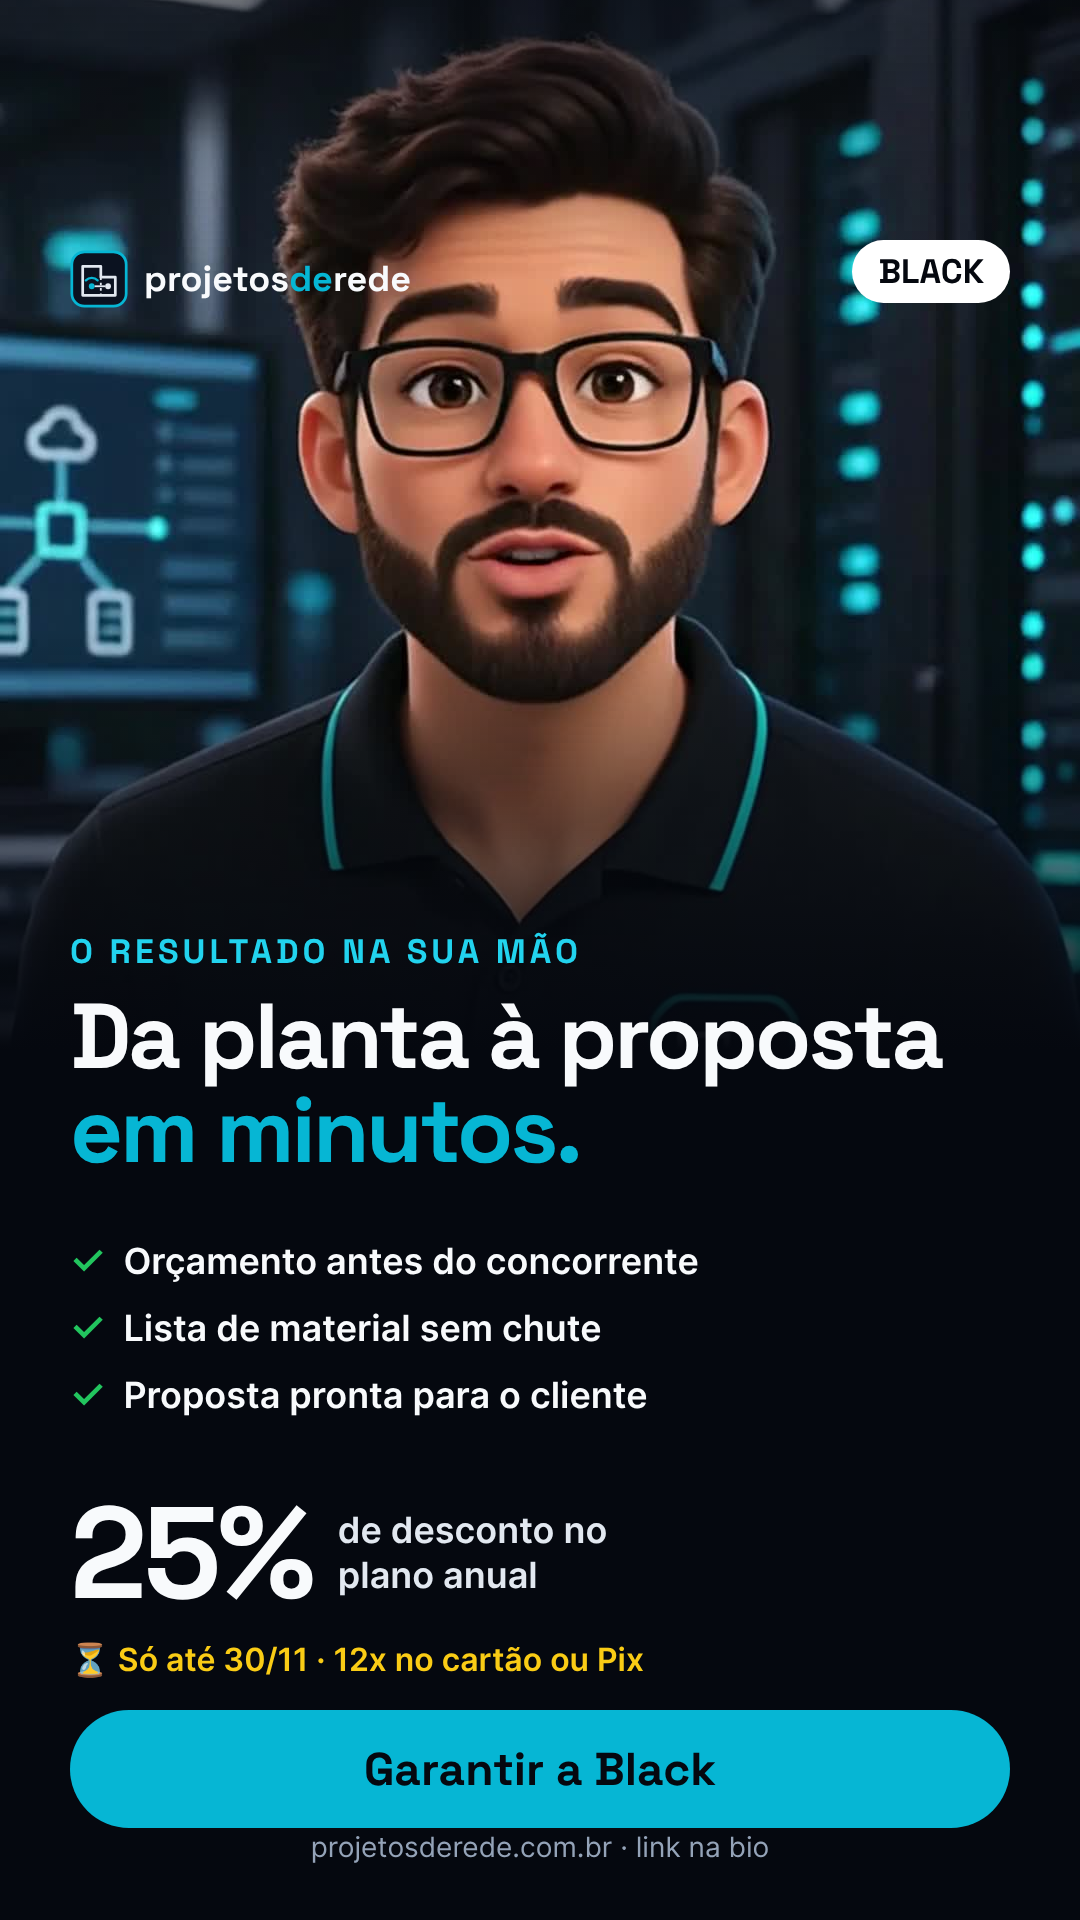 projetosderede
BLACK
O RESULTADO NA SUA MÃO
Da planta à proposta
em minutos.
✓ Orçamento antes do concorrente
✓ Lista de material sem chute
✓ Proposta pronta para o cliente
25% de desconto no
plano anual
⏳ Só até 30/11 · 12x no cartão ou Pix
Garantir a Black
projetosderede.com.br · link na bio